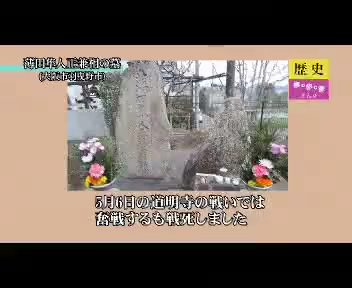 薄田隼人正兼相の墓
(大阪市羽曳野市)
歴史
5月6日の道明寺の戦いでは
奮戦するも戦死しました